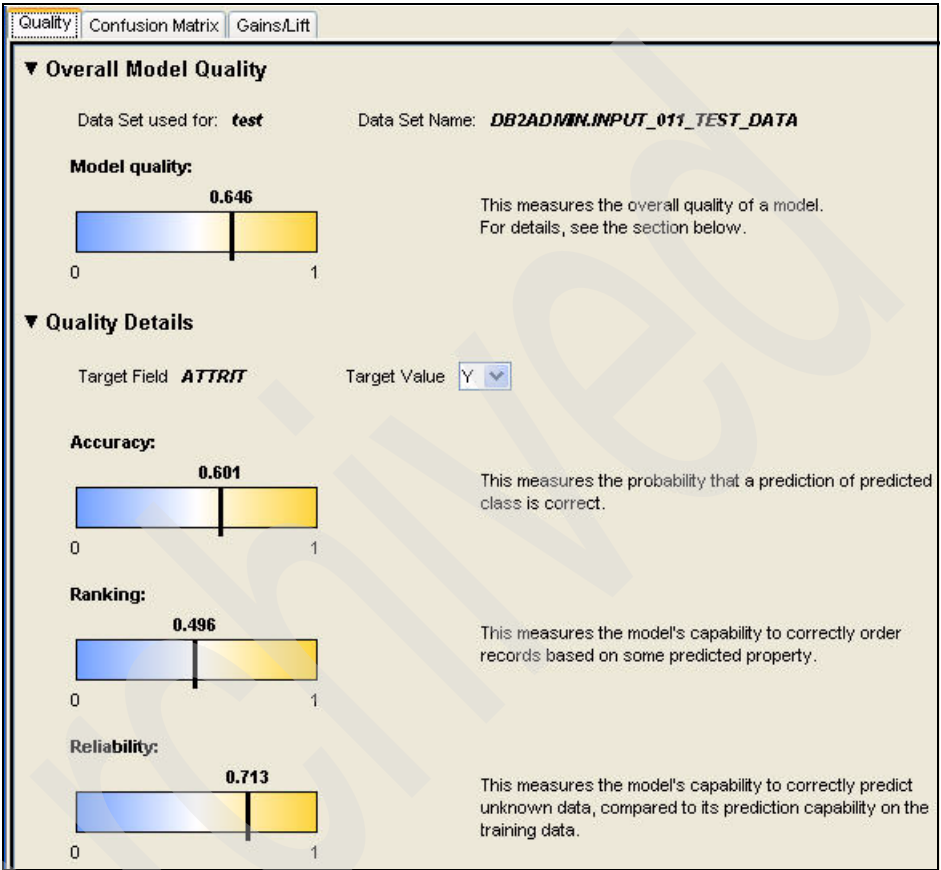 Quality Confusion Matrix Gains/Lift
▼ Overall Model Quality
Data Set used for: test Data Set Name: DB2ADMIN.INPUT_011_TEST_DATA
Model quality:
0.646
This measures the overall quality of a model.
For details, see the section below.
0 1
▼ Quality Details
Target Field ATTRIT Target Value Y
Accuracy:
0.601
This measures the probability that a prediction of predicted
class is correct.
0 1
Ranking:
0.496
This measures the model's capability to correctly order
records based on some predicted property.
0 1
Reliability:
0.713
This measures the model's capability to correctly predict
unknown data, compared to its prediction capability on the
training data.
0 1
rchived